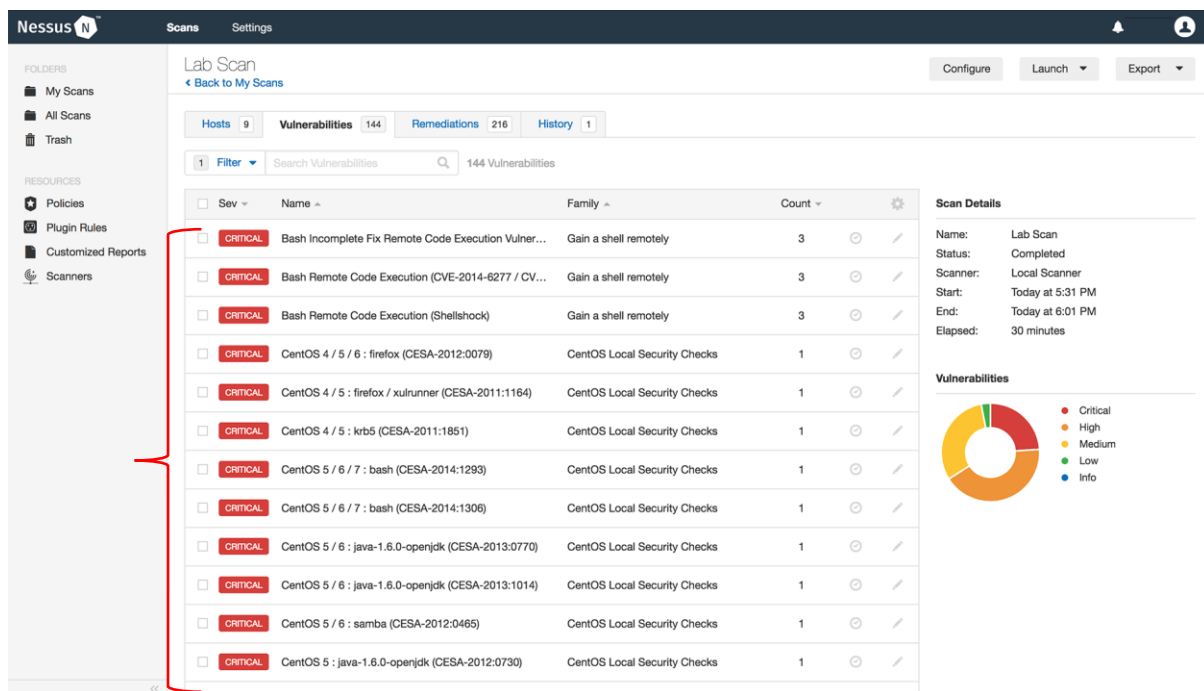 Nessus N
Scans Settings
FOLDERS
My Scans
All Scans
Trash
RESOURCES
Policies
Plugin Rules
Customized Reports
Scanners
Lab Scan
Back to My Scans
Configure Launch Export
Hosts 9 Vulnerabilities 144 Remediations 216 History 1
1 Filter Search Vulnerabilities 144 Vulnerabilities
Sev Name Family Count
CRITICAL Bash Incomplete Fix Remote Code Execution Vulner... Gain a shell remotely 3
CRITICAL Bash Remote Code Execution (CVE-2014-6277 / CV... Gain a shell remotely 3
CRITICAL Bash Remote Code Execution (Shellshock) Gain a shell remotely 3
CRITICAL CentOS 4 / 5 / 6 : firefox (CESA-2012:0079) CentOS Local Security Checks 1
CRITICAL CentOS 4 / 5 : firefox / xulrunner (CESA-2011:1164) CentOS Local Security Checks 1
CRITICAL CentOS 4 / 5 : krb5 (CESA-2011:1851) CentOS Local Security Checks 1
CRITICAL CentOS 5 / 6 / 7 : bash (CESA-2014:1293) CentOS Local Security Checks 1
CRITICAL CentOS 5 / 6 / 7 : bash (CESA-2014:1306) CentOS Local Security Checks 1
CRITICAL CentOS 5 / 6 : java-1.6.0-openjdk (CESA-2013:0770) CentOS Local Security Checks 1
CRITICAL CentOS 5 / 6 : java-1.6.0-openjdk (CESA-2013:1014) CentOS Local Security Checks 1
CRITICAL CentOS 5 / 6 : samba (CESA-2012:0465) CentOS Local Security Checks 1
CRITICAL CentOS 5 : java-1.6.0-openjdk (CESA-2012:0730) CentOS Local Security Checks 1
Scan Details
Name: Lab Scan
Status: Completed
Scanner: Local Scanner
Start: Today at 5:31 PM
End: Today at 6:01 PM
Elapsed: 30 minutes
Vulnerabilities
Critical
High
Medium
Low
Info